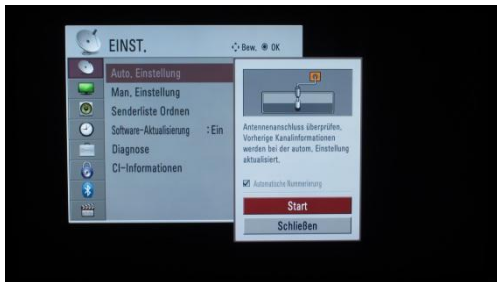 EINST.
Bew. OK
Auto. Einstellung
Man. Einstellung
Senderliste Ordnen
Software-Aktualisierung : Ein
Diagnose
CI-Informationen
Antennenanschluss überprüfen.
Vorherige Kanalinformationen
werden bei der autom. Einstellung
aktualisiert.
Automatische Nummerierung
Start
Schließen